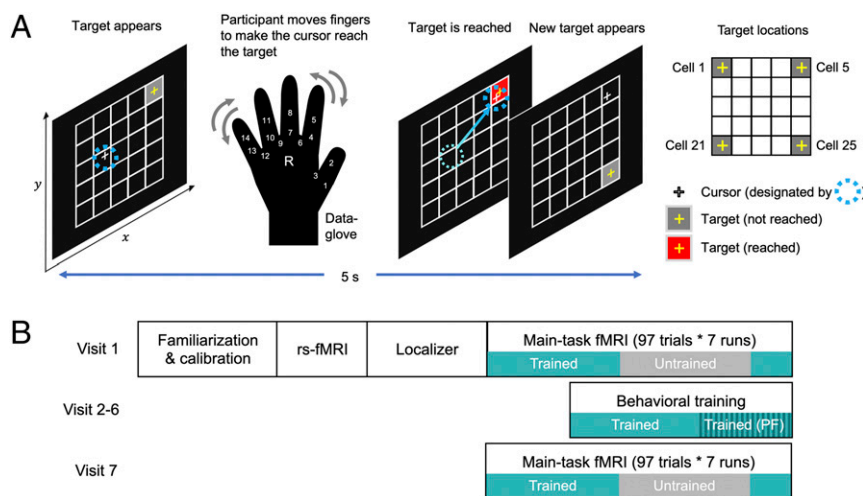 A
Target appears
Participant moves fingers
to make the cursor reach
the target
Target is reached
New target appears
Target locations
Cell 1
Cell 5
Cell 21
Cell 25
y
x
14
13
12
11
10
9
8
7
6
5
4
3
2
1
R
Data-
glove
Cursor (designated by
Target (not reached)
Target (reached)
5 s
B
Visit 1
Familiarization
& calibration
rs-fMRI
Localizer
Main-task fMRI (97 trials * 7 runs)
Trained
Untrained
Visit 2-6
Behavioral training
Trained
Trained (PF)
Visit 7
Main-task fMRI (97 trials * 7 runs)
Trained
Untrained